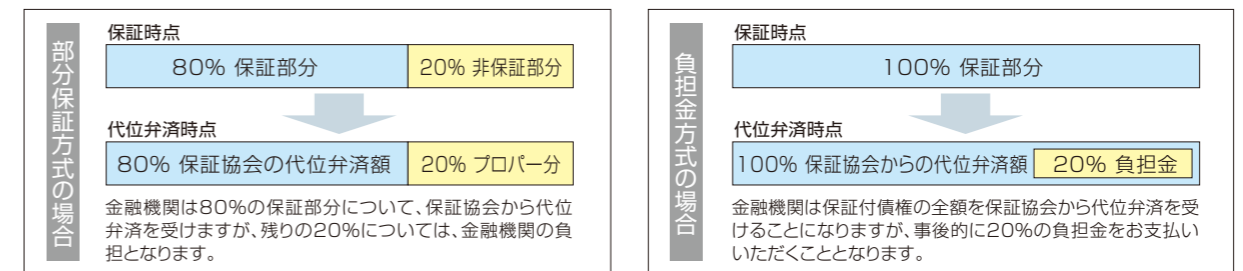 部分保証方式の場合
保証時点
80% 保証部分
20% 非保証部分
代位弁済時点
80% 保証協会の代位弁済額
20% プロパー分
金融機関は80%の保証部分について、保証協会から代位
弁済を受けますが、残りの20%については、金融機関の負
担となります。
負担金方式の場合
保証時点
100% 保証部分
代位弁済時点
100% 保証協会からの代位弁済額
20% 負担金
金融機関は保証付債権の全額を保証協会から代位弁済を受
けることになりますが、事後的に20%の負担金をお支払い
いただくこととなります。